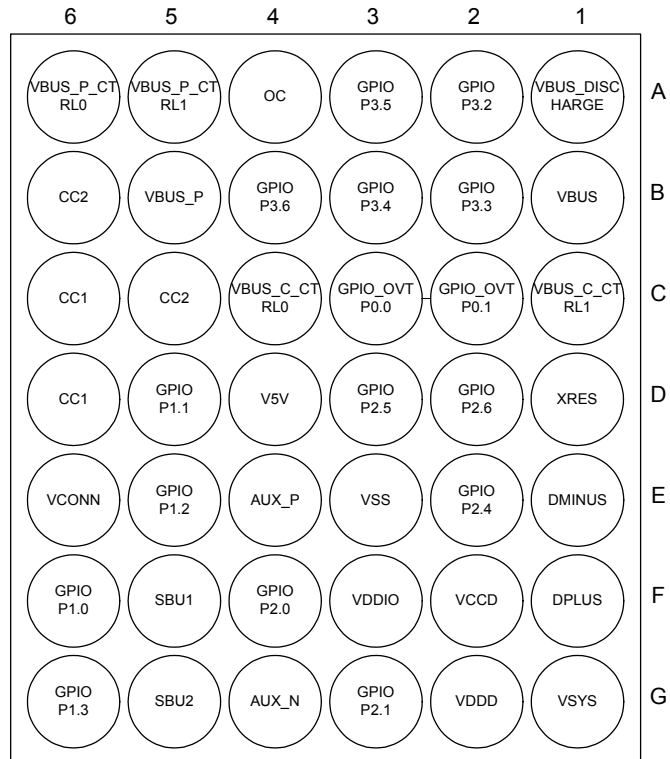 6 5 4 3 2 1
VBUS_P_CT
RL0
VBUS_P_CT
RL1
OC
GPIO
P3.5
GPIO
P3.2
VBUS_DISC
HARGE
A
CC2
VBUS_P
GPIO
P3.6
GPIO
P3.4
GPIO
P3.3
VBUS
B
CC1
CC2
VBUS_C_CT
RL0
GPIO_OVT
P0.0
GPIO_OVT
P0.1
VBUS_C_CT
RL1
C
CC1
GPIO
P1.1
V5V
GPIO
P2.5
GPIO
P2.6
XRES
D
VCONN
GPIO
P1.2
AUX_P
VSS
GPIO
P2.4
DMINUS
E
GPIO
P1.0
SBU1
GPIO
P2.0
VDDIO
VCCD
DPLUS
F
GPIO
P1.3
SBU2
AUX_N
GPIO
P2.1
VDDD
VSYS
G